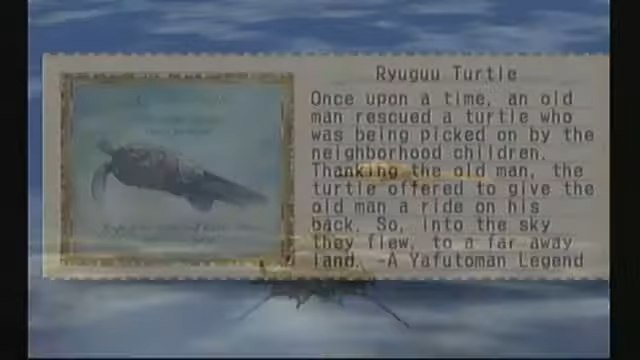 Ryuguu Turtle
Once upon a time, an old
man rescued a turtle who
was being picked on by the
neighborhood children.
Thanking the old man, the
turtle offered to give the
old man a ride on his
back. So, into the sky
they flew, to a far away
land. -A Yafutoman Legend